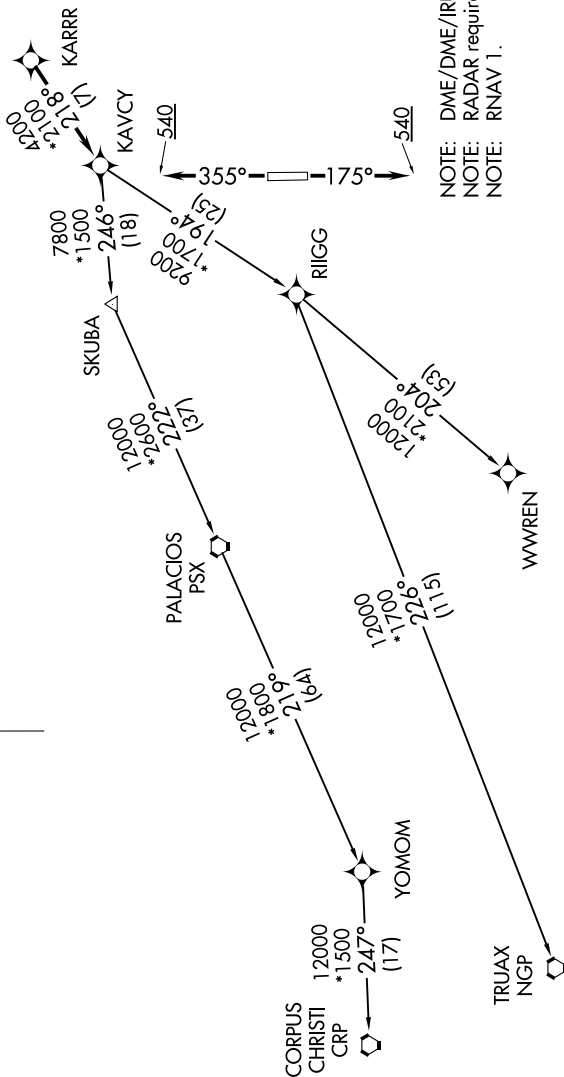 KARRR
4200
*2100
218°
(7)
KAVCY
540
355°
175°
540
NOTE: DME/DME/IRU
NOTE: RADAR require
NOTE: RNAV 1.
7800
*1500
246°
(18)
SKUBA
9200
*1700
194°
(25)
RIIGG
12000
*2600
222°
(37)
PALACIOS
PSX
12000
*2100
204°
(53)
WWREN
12000
*1800
219°
(64)
YOMOM
12000
*1700
226°
(115)
TRUAX
NGP
12000
*1500
247°
(17)
CORPUS
CHRISTI
CRP